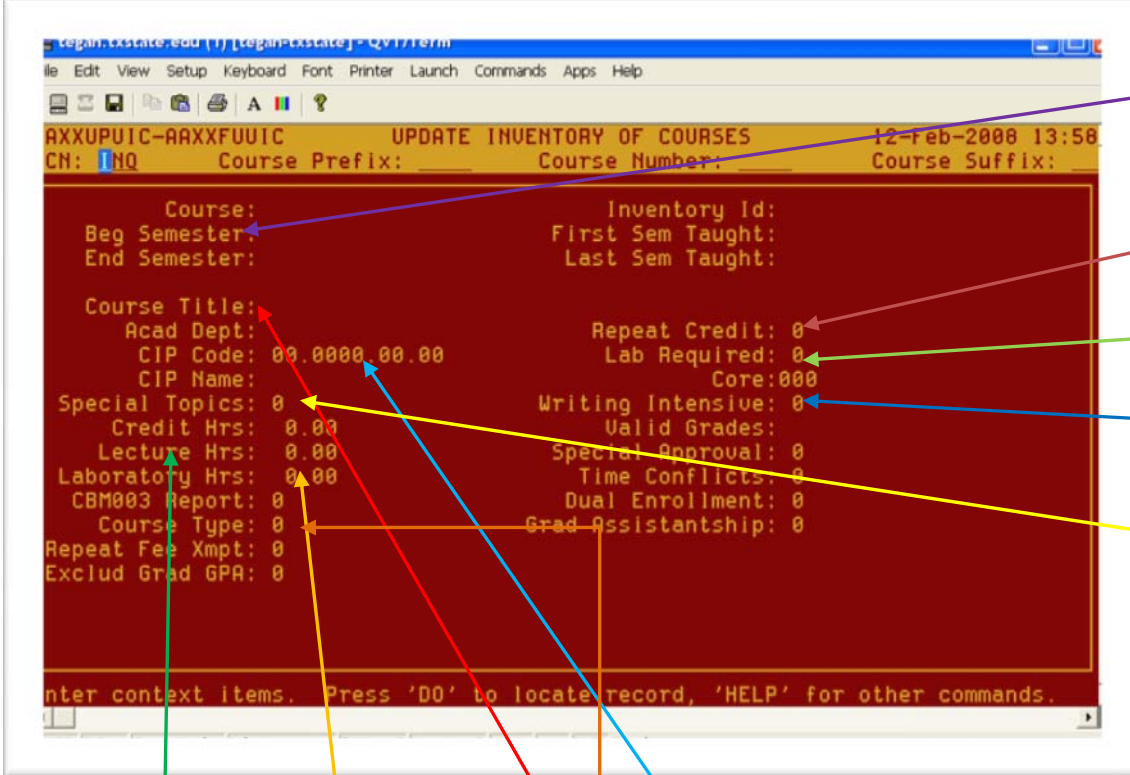 tegan.txstate.edu (1) [tegan-txstate] - QVT/Term
ile Edit View Setup Keyboard Font Printer Launch Commands Apps Help
AXXUPUIC-AAXXFUUIC UPDATE INVENTORY OF COURSES 12-Feb-2008 13:58
CN: INQ Course Prefix: ____ Course Number: ____ Course Suffix: __
Course: Inventory Id:
Beg Semester: First Sem Taught:
End Semester: Last Sem Taught:
Course Title:
Acad Dept: Repeat Credit: 0
CIP Code: 00.0000.00.00 Lab Required: 0
CIP Name: Core:000
Special Topics: 0 Writing Intensive: 0
Credit Hrs: 0.00 Valid Grades:
Lecture Hrs: 0.00 Special Approval: 0
Laboratory Hrs: 0.00 Time Conflicts: 0
CBM003 Report: 0 Dual Enrollment: 0
Course Type: 0 Grad Assistantship: 0
Repeat Fee Xmpt: 0
Exclud Grad GPA: 0
nter context items. Press 'DO' to locate record, 'HELP' for other commands.